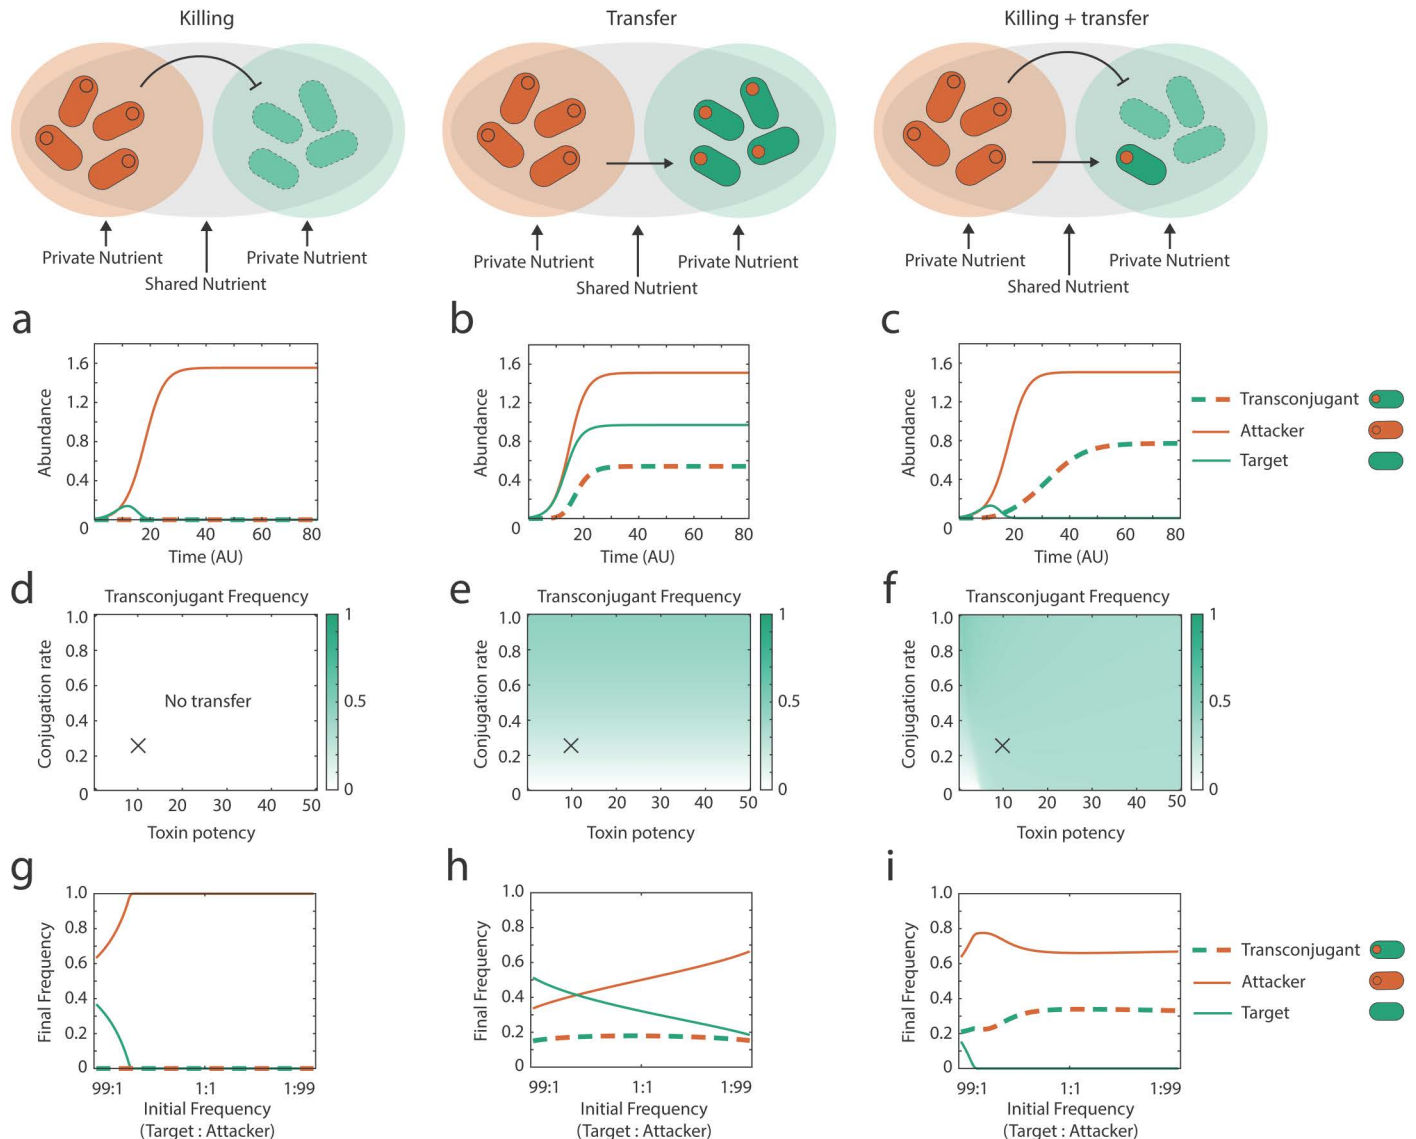 Killing
Transfer
Killing + transfer
Private Nutrient
Private Nutrient
Shared Nutrient
Private Nutrient
Private Nutrient
Shared Nutrient
Private Nutrient
Private Nutrient
Shared Nutrient
a
Abundance
1.6
1.2
0.8
0.4
0
20
40
60
80
Time (AU)
b
Abundance
1.6
1.2
0.8
0.4
0
20
40
60
80
Time (AU)
c
Abundance
1.6
1.2
0.8
0.4
0
20
40
60
80
Time (AU)
Transconjugant
Attacker
Target
d
Transconjugant Frequency
Conjugation rate
1.0
0.8
0.6
0.4
0.2
0
No transfer
10
20
30
40
50
Toxin potency
1
0.5
0
e
Transconjugant Frequency
Conjugation rate
1.0
0.8
0.6
0.4
0.2
0
10
20
30
40
50
Toxin potency
1
0.5
0
f
Transconjugant Frequency
Conjugation rate
1.0
0.8
0.6
0.4
0.2
0
10
20
30
40
50
Toxin potency
1
0.5
0
g
Final Frequency
1.0
0.8
0.6
0.4
0.2
0
99:1
1:1
1:99
Initial Frequency
(Target : Attacker)
h
Final Frequency
1.0
0.8
0.6
0.4
0.2
0
99:1
1:1
1:99
Initial Frequency
(Target : Attacker)
i
Final Frequency
1.0
0.8
0.6
0.4
0.2
0
99:1
1:1
1:99
Initial Frequency
(Target : Attacker)
Transconjugant
Attacker
Target